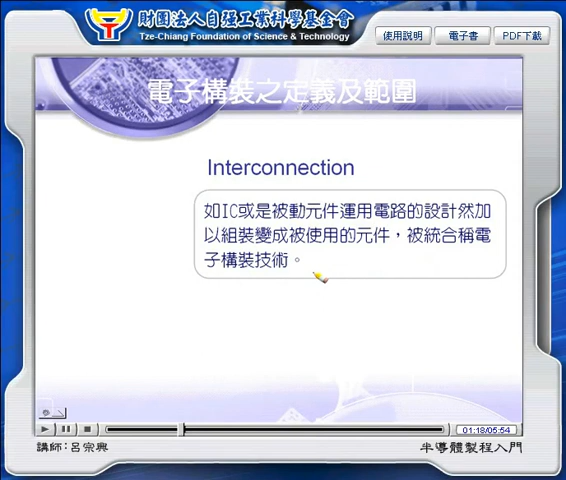 財團法人自强工業科學基金會
Tze-Chiang Foundation of Science & Technology
使用說明
電子書
PDF下載
電子構裝之定義及範圍
Interconnection
如IC或是被動元件運用電路的設計然加
以組裝變成被使用的元件，被統合稱電
子構裝技術。
01:18/05:54
講師：呂宗興
半導體製程入門